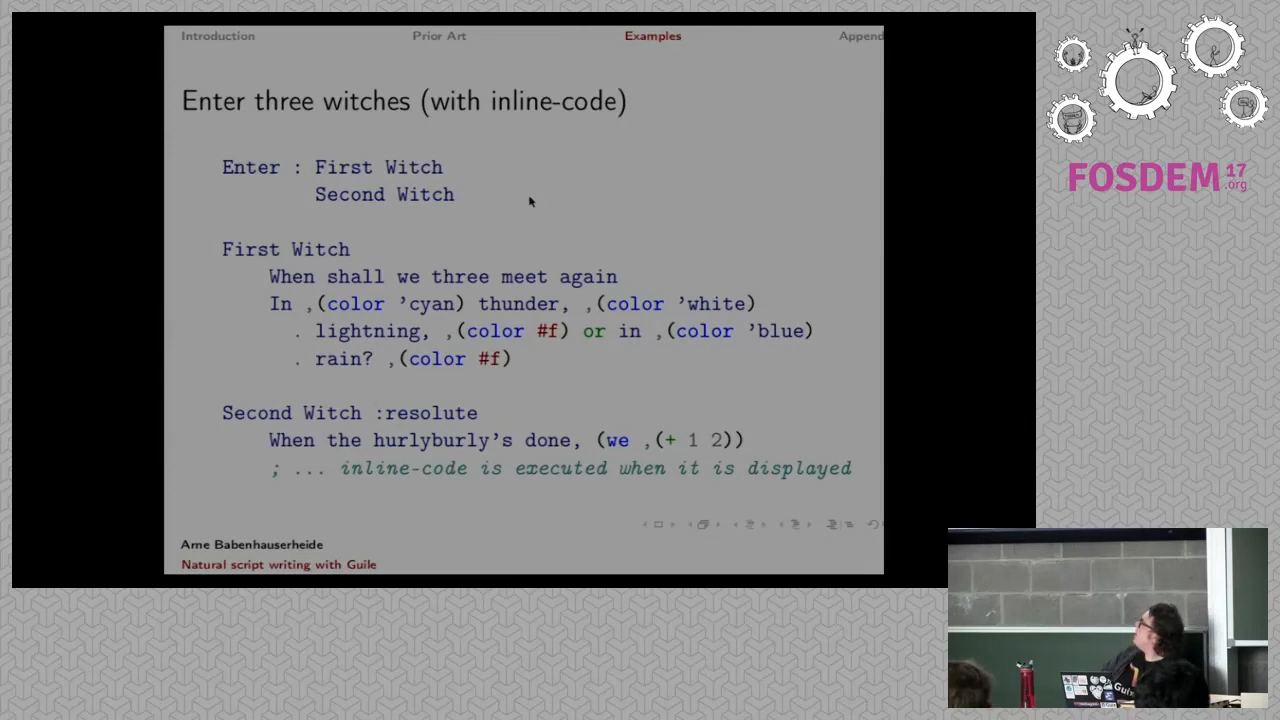 Introduction Prior Art Examples Append
Enter three witches (with inline-code)
Enter : First Witch
Second Witch
First Witch
When shall we three meet again
In ,(color 'cyan) thunder, ,(color 'white)
. lightning, ,(color #f) or in ,(color 'blue)
. rain? ,(color #f)
Second Witch :resolute
When the hurlyburly's done, (we ,(+ 1 2))
; ... inline-code is executed when it is displayed
Arne Babenhauserheide
Natural script writing with Guile
FOSDEM 17
.org
Guix